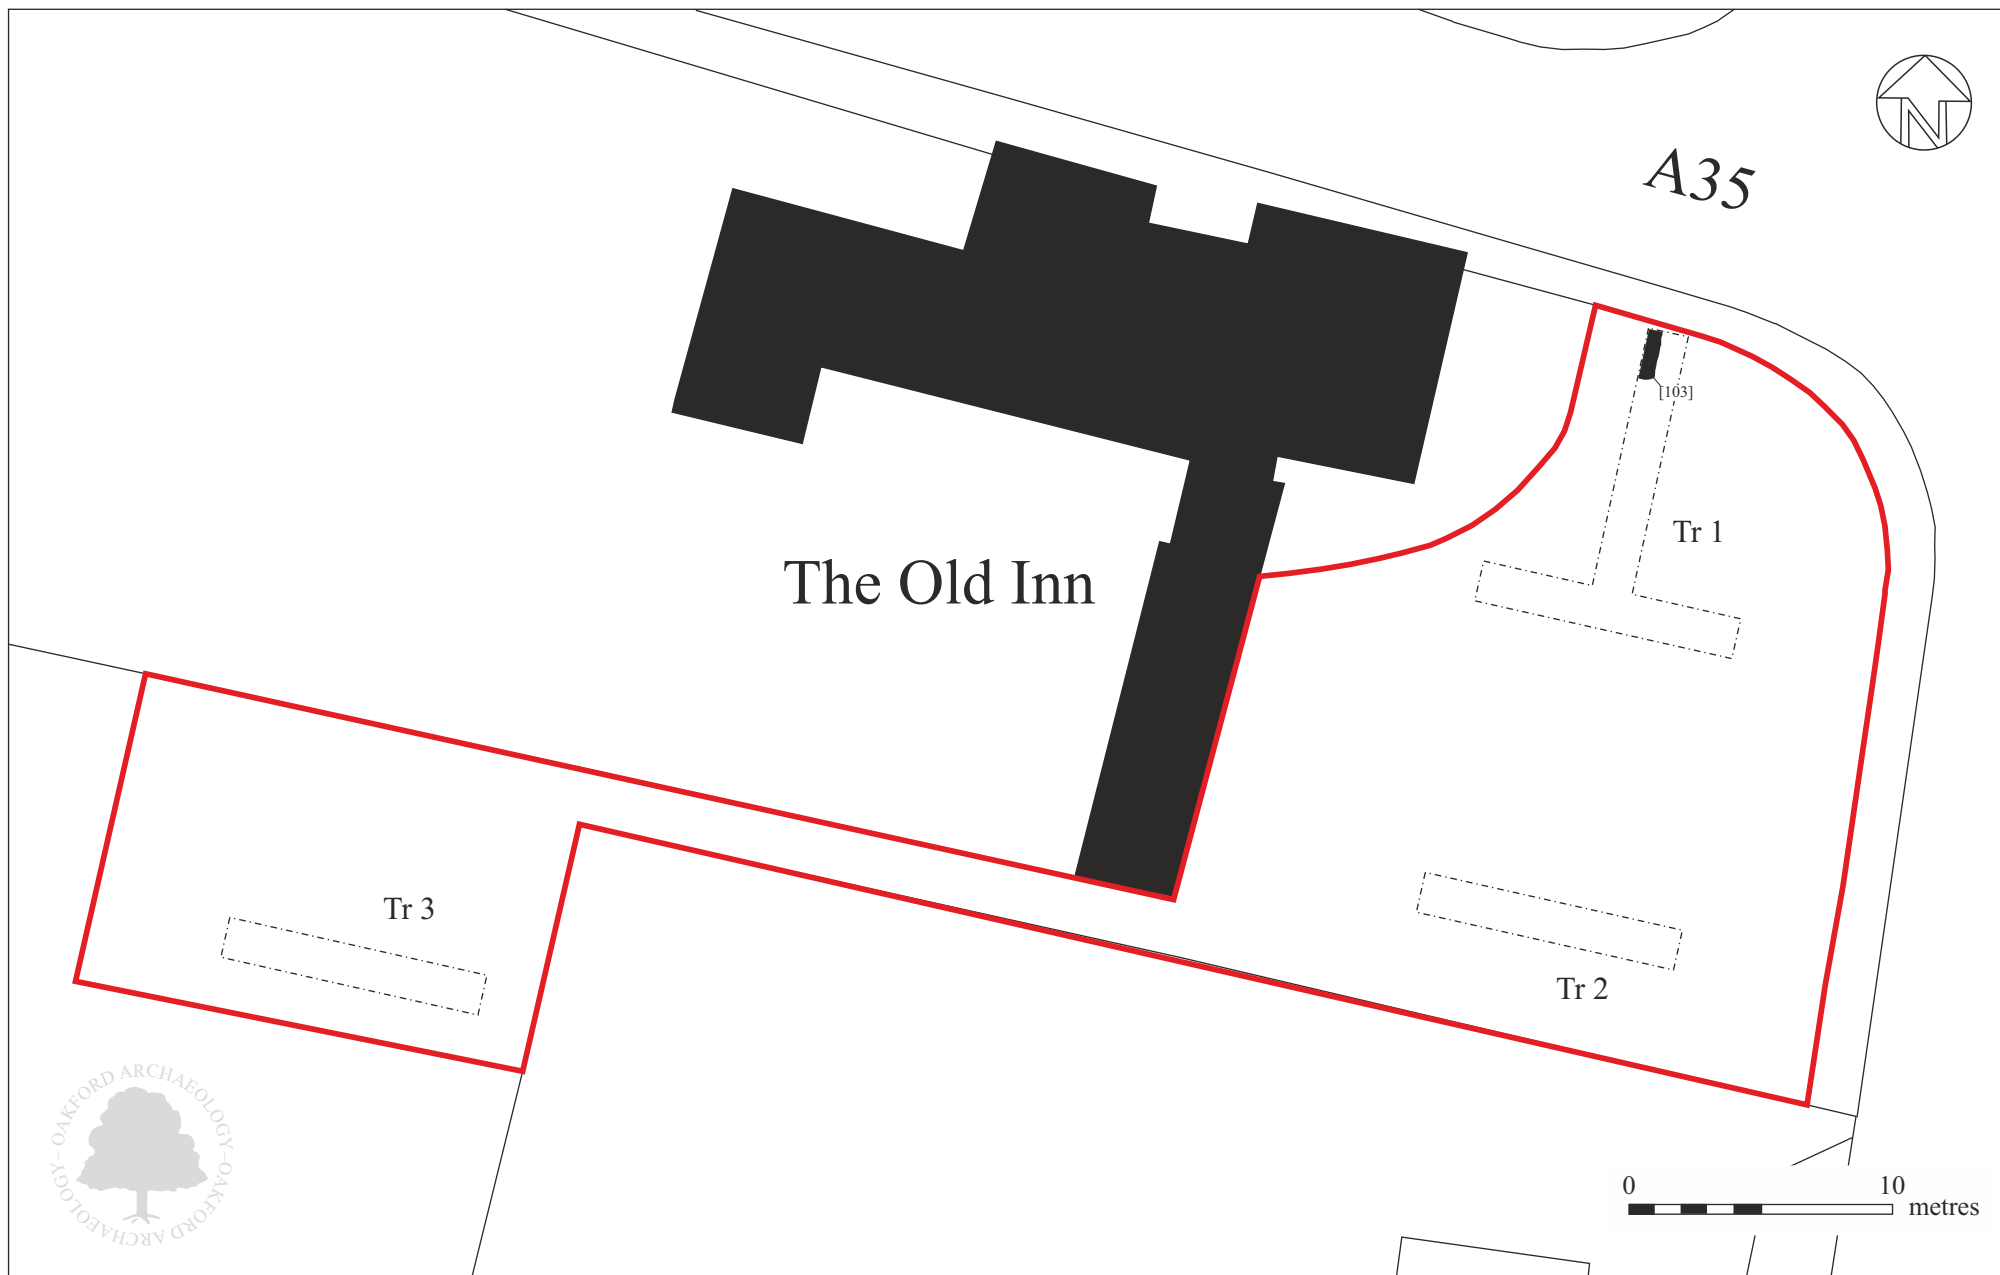 N
A35
[103]
Tr 1
The Old Inn
Tr 3
Tr 2
OAKFORD ARCHAEOLOGY – OAKFORD ARCHAEOLOGY –
0 10
metres